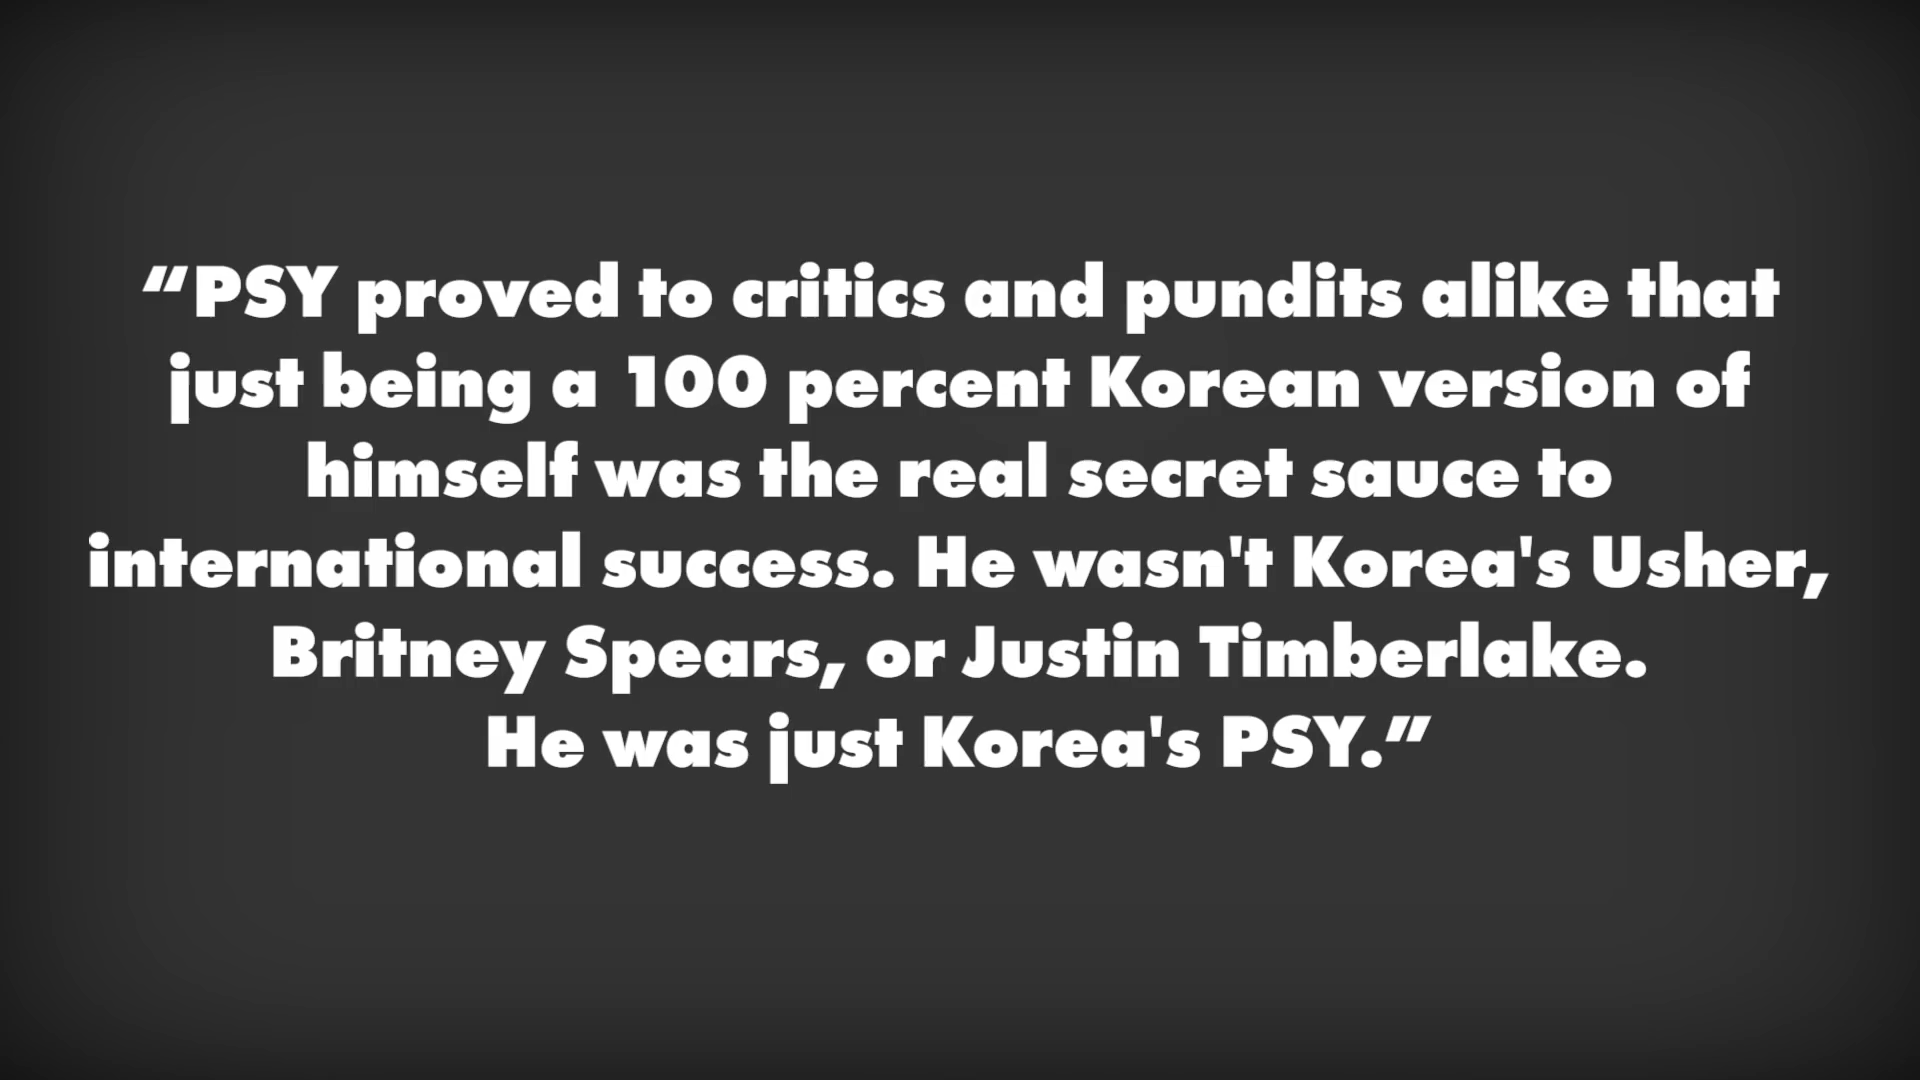 “PSY proved to critics and pundits alike that
just being a 100 percent Korean version of
himself was the real secret sauce to
international success. He wasn't Korea's Usher,
Britney Spears, or Justin Timberlake.
He was just Korea's PSY.”